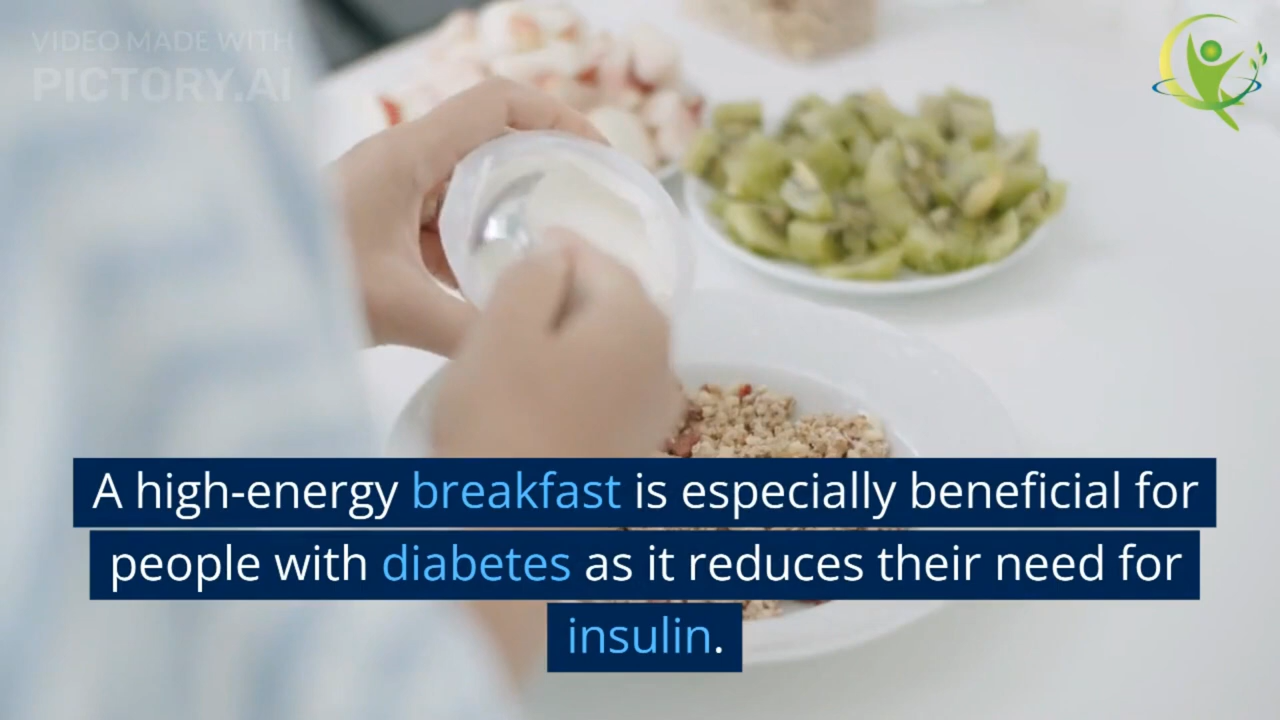 VIDEO MADE WITH
PICTORY.AI
A high-energy breakfast is especially beneficial for
people with diabetes as it reduces their need for
insulin.